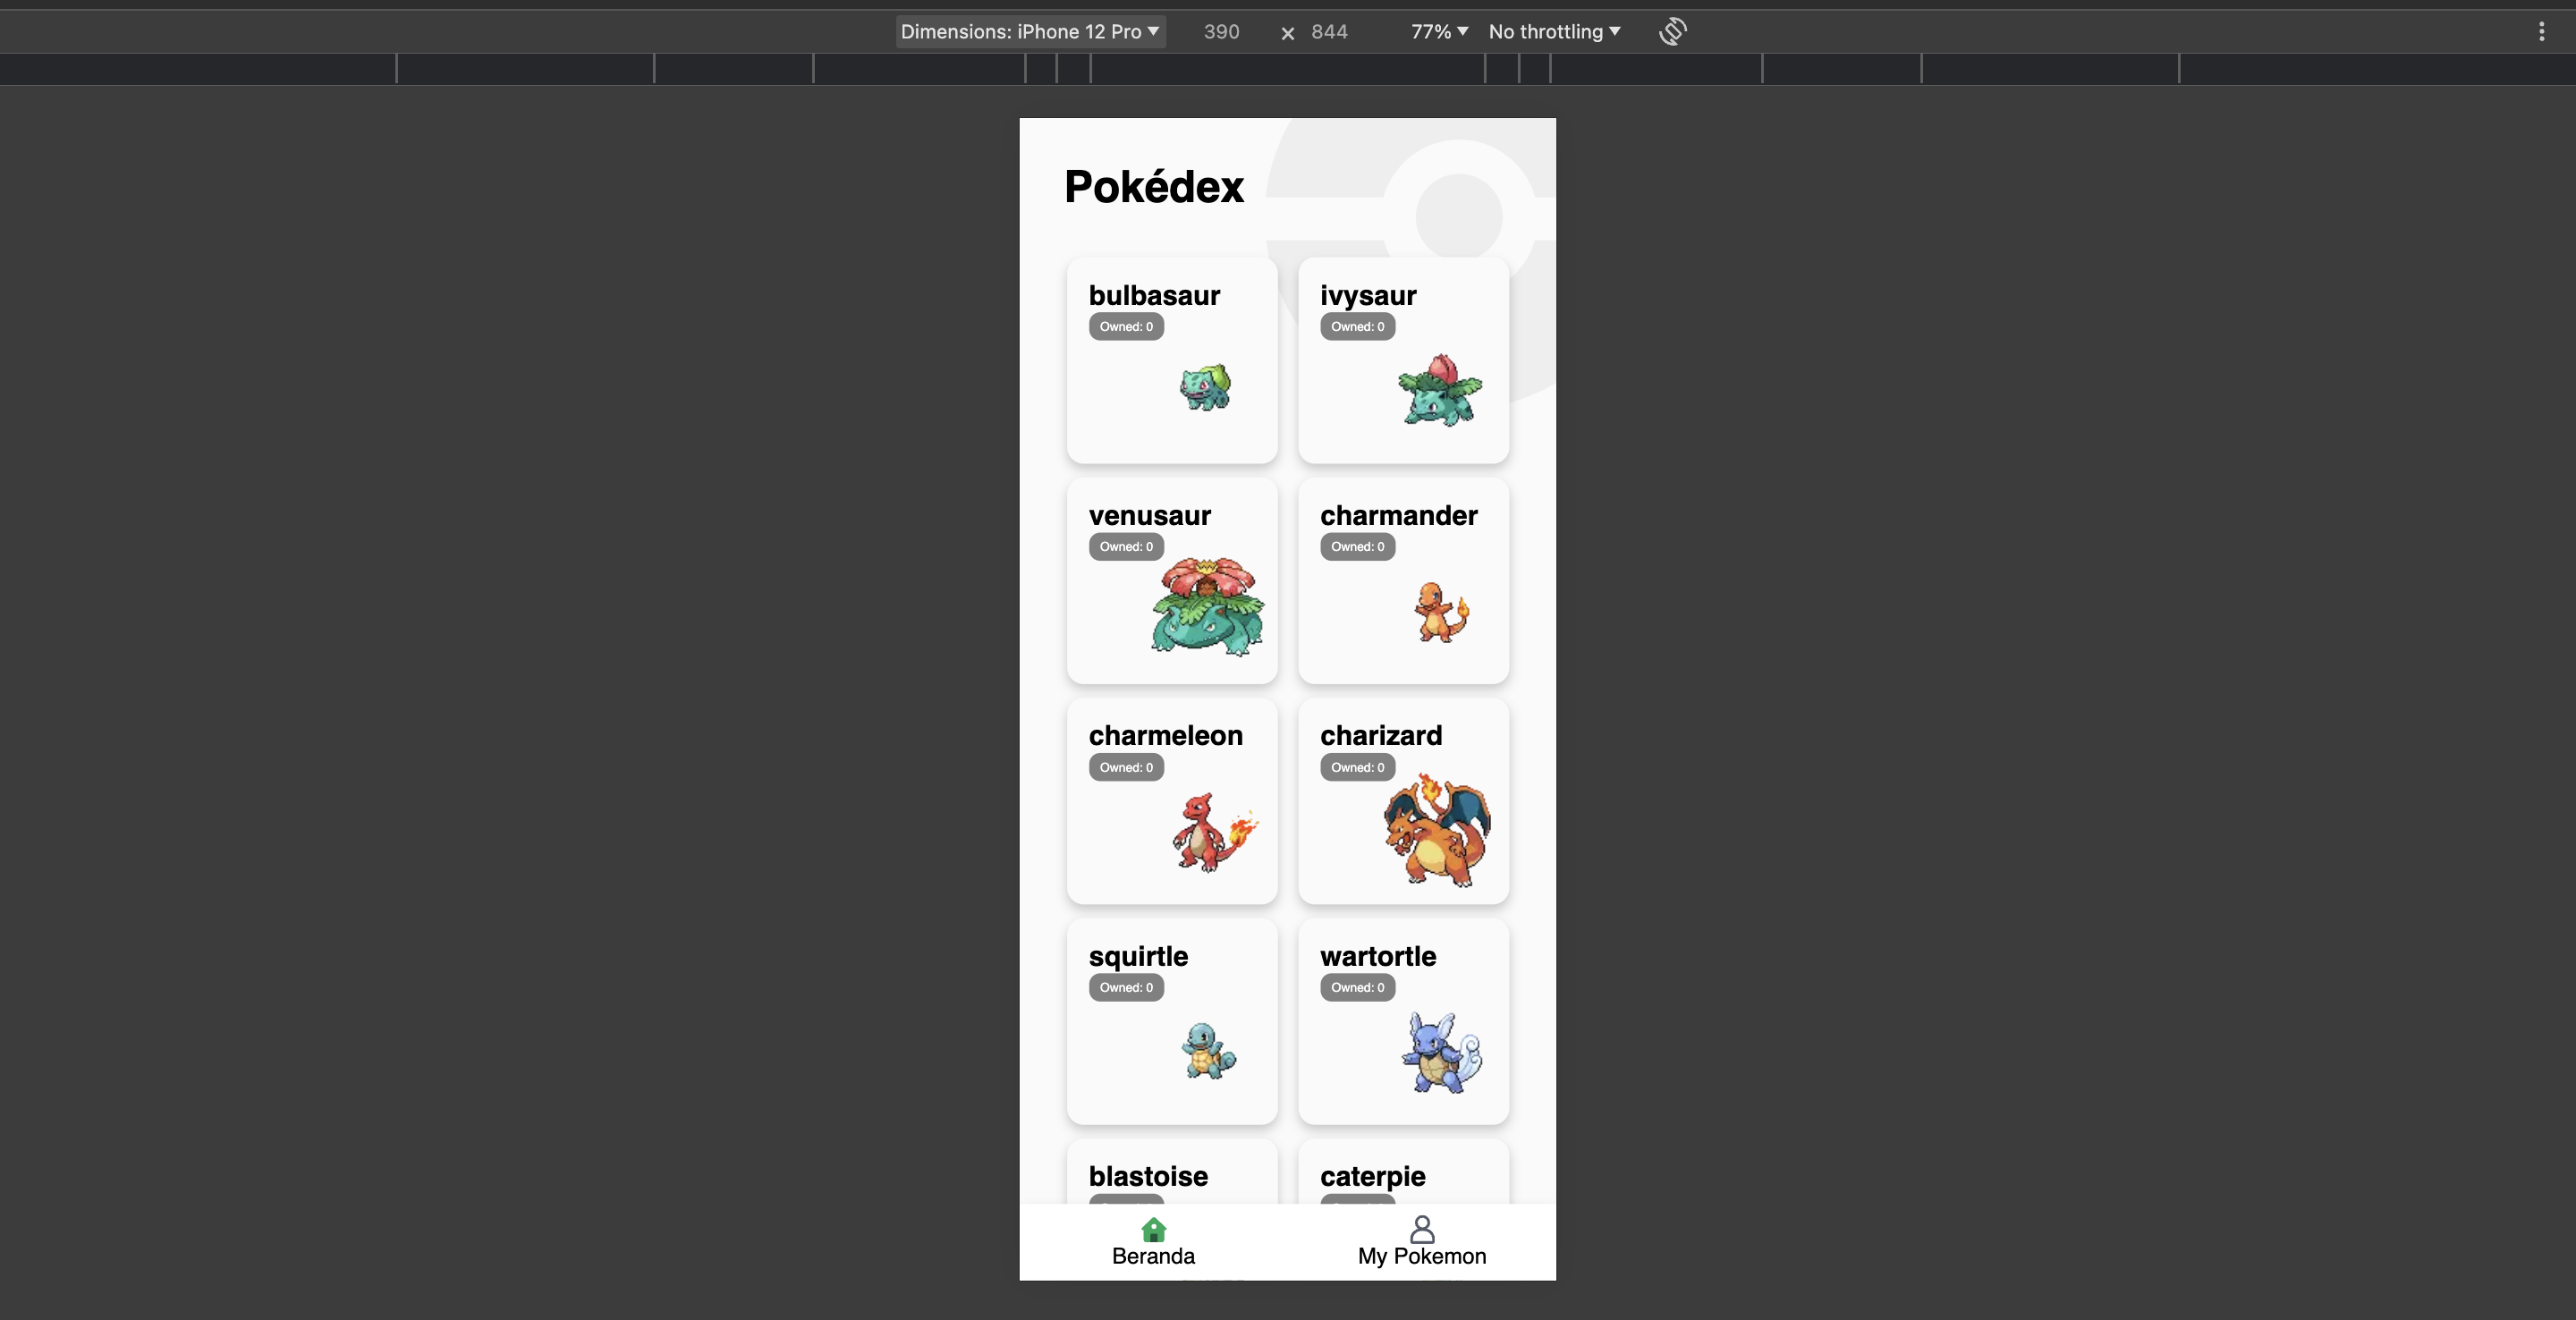 Dimensions: iPhone 12 Pro 390 × 844 77% No throttling
Pokédex
bulbasaur
Owned: 0
ivysaur
Owned: 0
venusaur
Owned: 0
charmander
Owned: 0
charmeleon
Owned: 0
charizard
Owned: 0
squirtle
Owned: 0
wartortle
Owned: 0
blastoise
caterpie
Beranda
My Pokemon